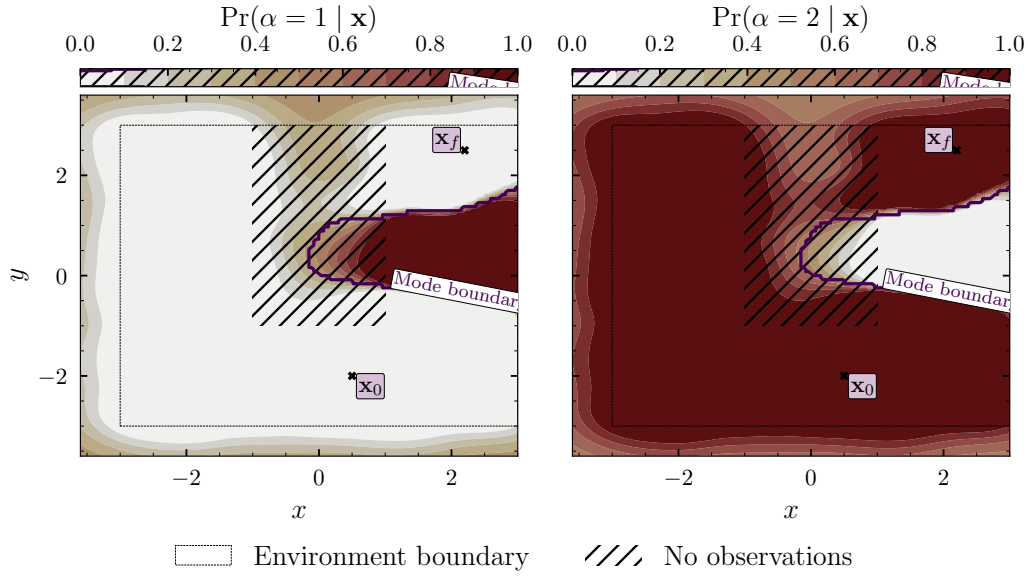 Pr(α = 1 | x)
0.0 0.2 0.4 0.6 0.8 1.0
Pr(α = 2 | x)
0.0 0.2 0.4 0.6 0.8 1.0
Mode b
Mode b
y
2
0
−2
x_f
Mode boundar
x_0
−2 0 2
x
x_f
Mode boundar
x_0
−2 0 2
x
Environment boundary
No observations